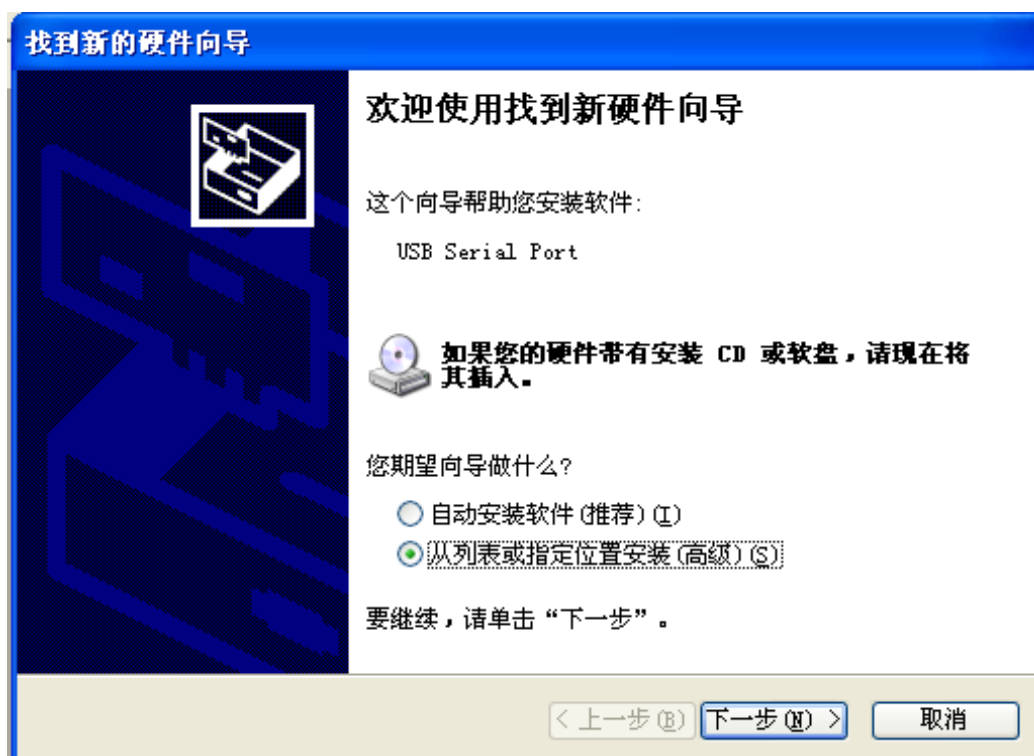 找到新的硬件向导
欢迎使用找到新硬件向导
这个向导帮助您安装软件:
USB Serial Port
如果您的硬件带有安装 CD 或软盘，请现在将
其插入。
您期望向导做什么?
自动安装软件(推荐)(I)
从列表或指定位置安装(高级)(S)
要继续，请单击“下一步”。
< 上一步(B)
下一步(N) >
取消